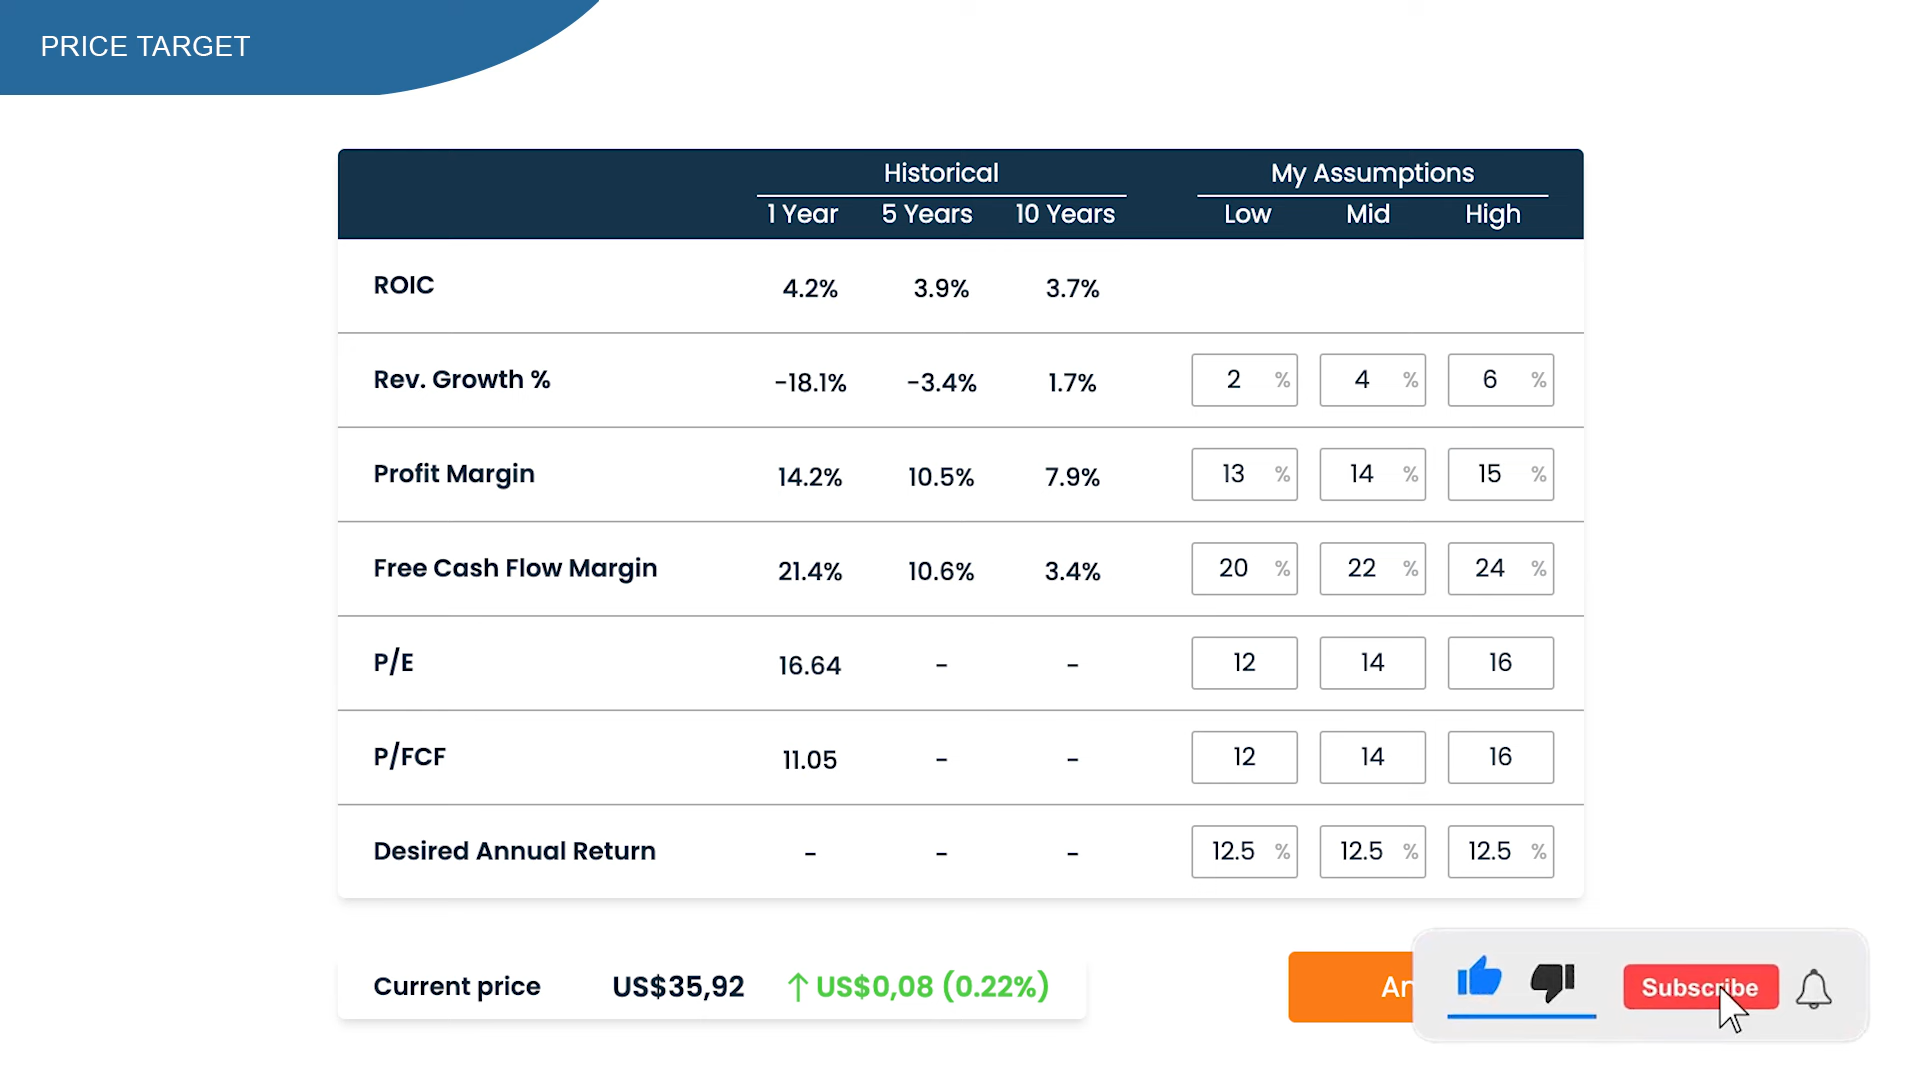 PRICE TARGET
Historical My Assumptions
1 Year 5 Years 10 Years Low Mid High
ROIC 4.2% 3.9% 3.7%
Rev. Growth % -18.1% -3.4% 1.7% 2 % 4 % 6 %
Profit Margin 14.2% 10.5% 7.9% 13 % 14 % 15 %
Free Cash Flow Margin 21.4% 10.6% 3.4% 20 % 22 % 24 %
P/E 16.64 - - 12 14 16
P/FCF 11.05 - - 12 14 16
Desired Annual Return - - - 12.5 % 12.5 % 12.5 %
Current price US$35,92 ↑ US$0,08 (0.22%)
Subscribe